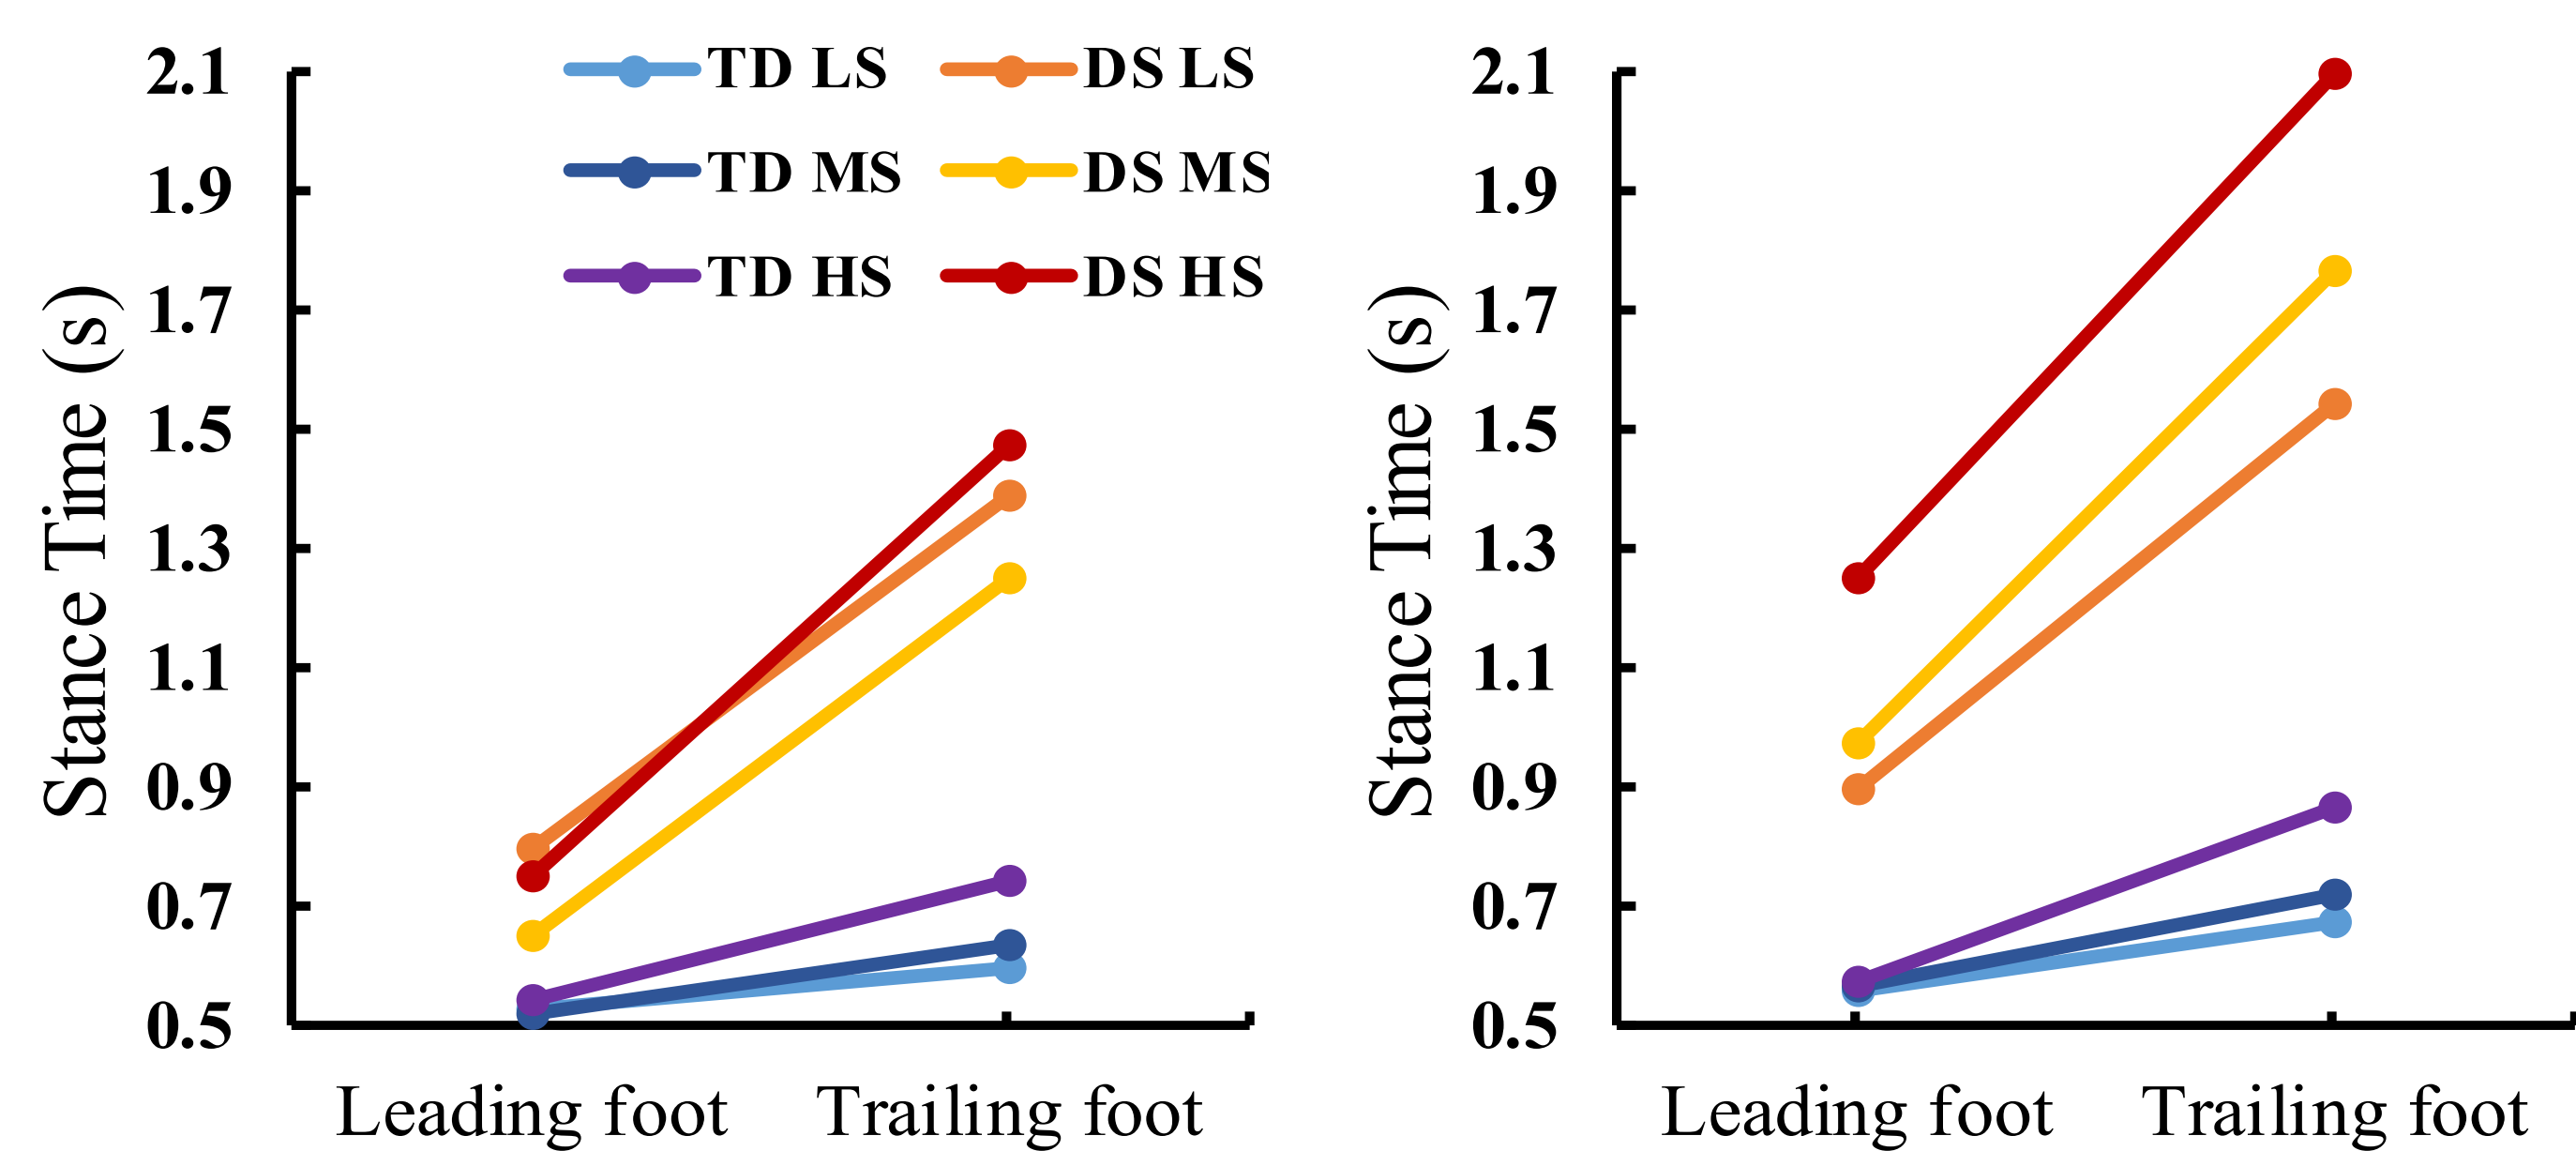 Stance Time (s)
2.1
1.9
1.7
1.5
1.3
1.1
0.9
0.7
0.5
TD LS
DS LS
TD MS
DS MS
TD HS
DS HS
Leading foot
Trailing foot
Stance Time (s)
2.1
1.9
1.7
1.5
1.3
1.1
0.9
0.7
0.5
Leading foot
Trailing foot